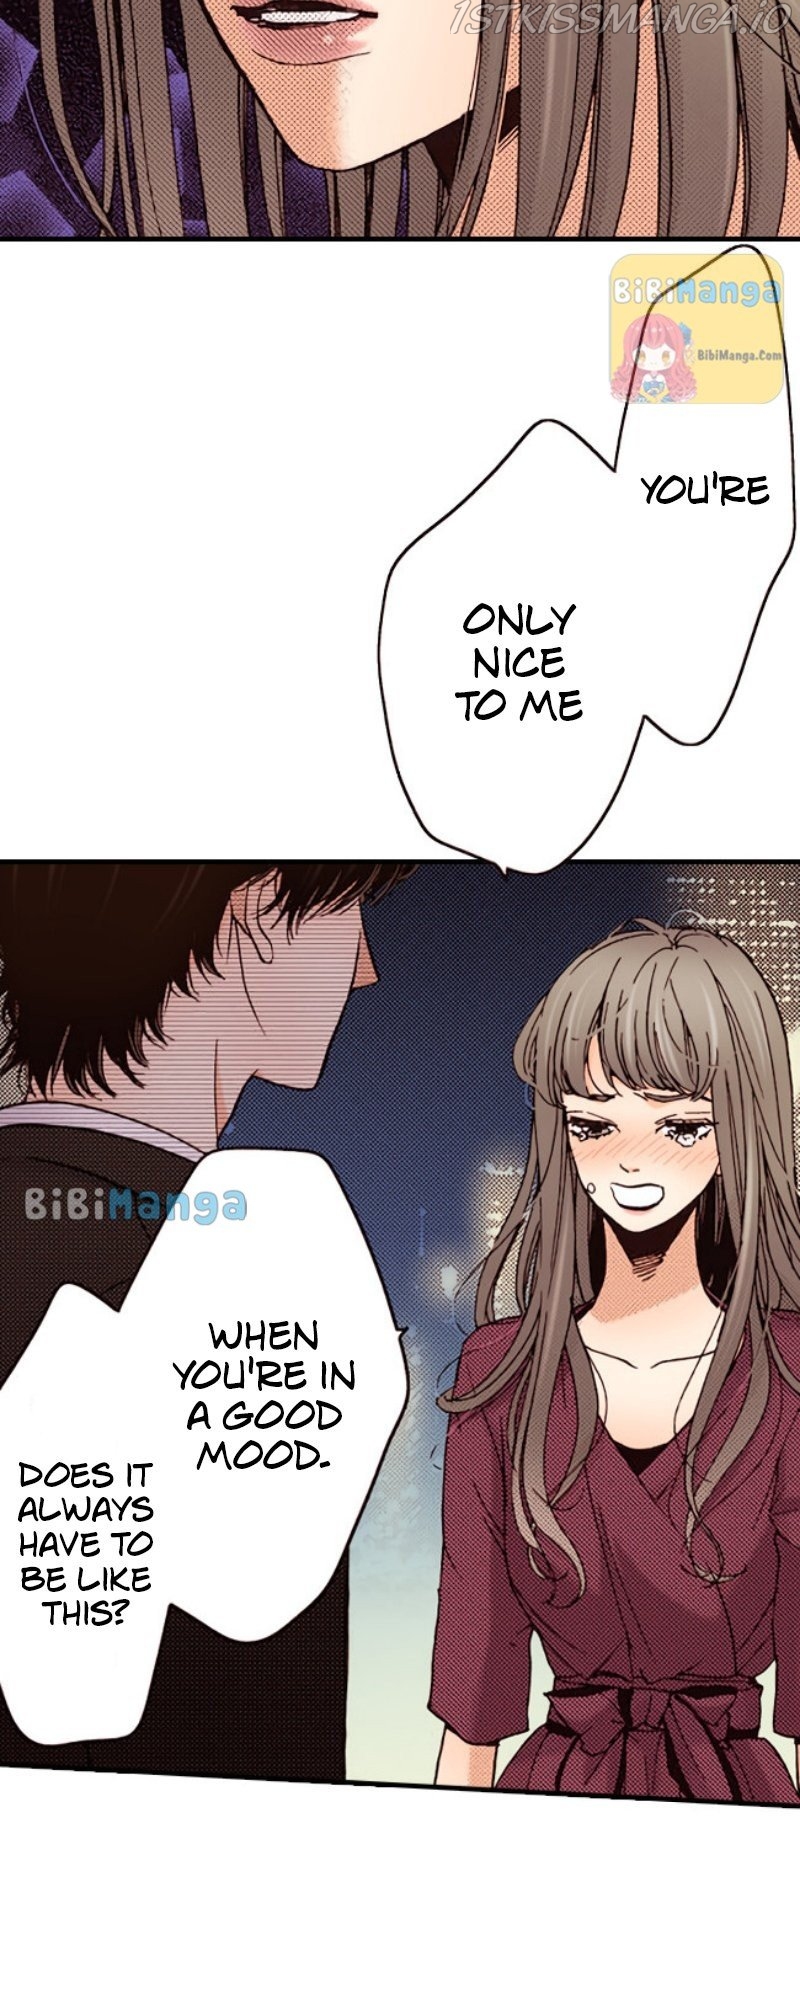 1STKISSMANGA.IO
BiBiManga
BibiManga.Com
YOU'RE
ONLY
NICE
TO ME
BiBiManga
WHEN
YOU'RE IN
A GOOD
MOOD.
DOES IT
ALWAYS
HAVE TO
BE LIKE
THIS?